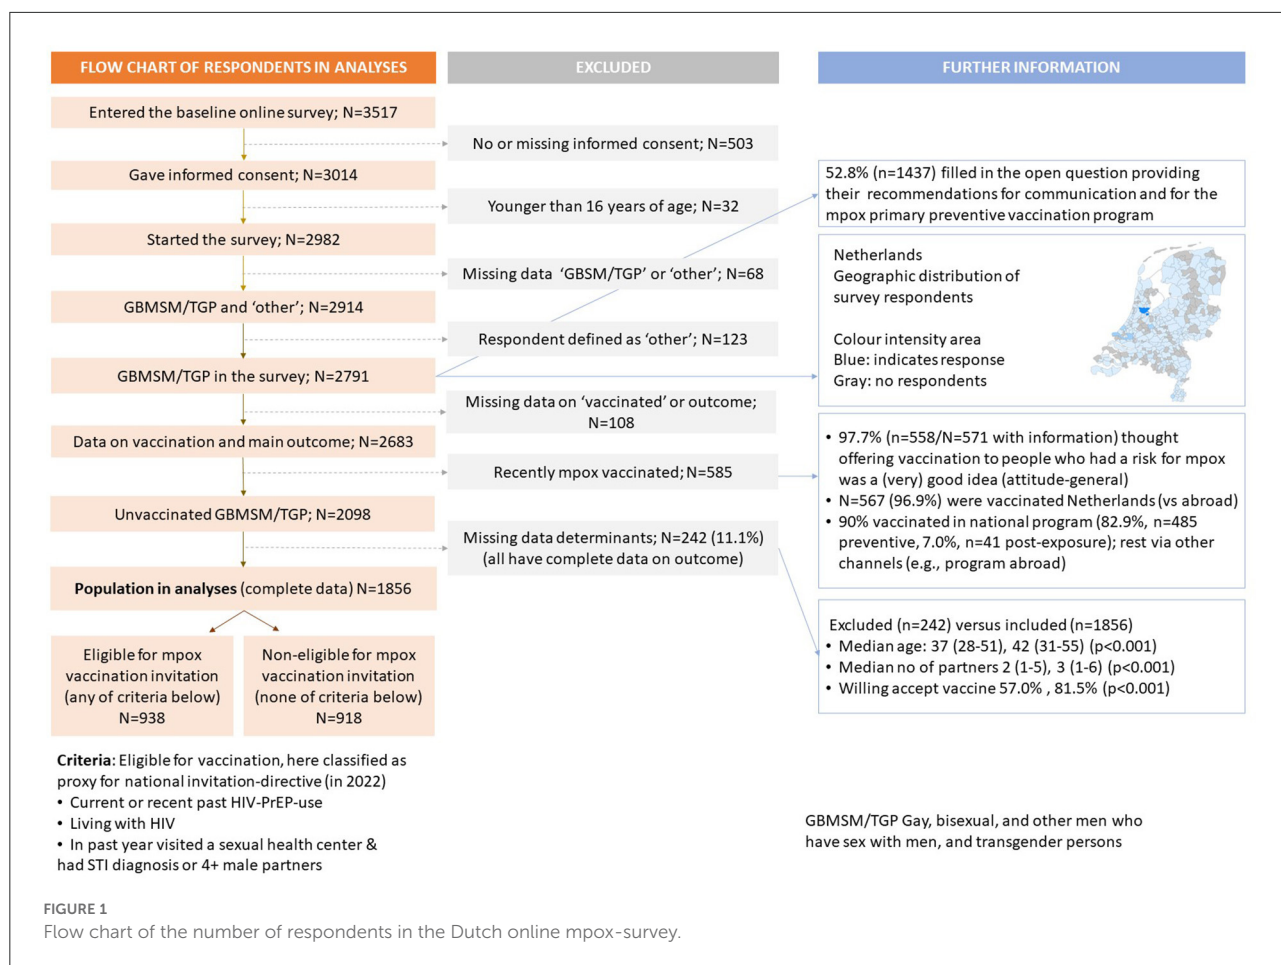 FLOW CHART OF RESPONDENTS IN ANALYSES
Entered the baseline online survey; N=3517
Gave informed consent; N=3014
Started the survey; N=2982
GBMSM/TGP and ‘other’; N=2914
GBMSM/TGP in the survey; N=2791
Data on vaccination and main outcome; N=2683
Unvaccinated GBMSM/TGP; N=2098
Population in analyses (complete data) N=1856
Eligible for mpox
vaccination invitation
(any of criteria below)
N=938
Non-eligible for mpox
vaccination invitation
(none of criteria below)
N=918
Criteria: Eligible for vaccination, here classified as
proxy for national invitation-directive (in 2022)
• Current or recent past HIV-PrEP-use
• Living with HIV
• In past year visited a sexual health center &
had STI diagnosis or 4+ male partners
EXCLUDED
No or missing informed consent; N=503
Younger than 16 years of age; N=32
Missing data ‘GBSM/TGP’ or ‘other’; N=68
Respondent defined as ‘other’; N=123
Missing data on ‘vaccinated’ or outcome;
N=108
Recently mpox vaccinated; N=585
Missing data determinants; N=242 (11.1%)
(all have complete data on outcome)
FURTHER INFORMATION
52.8% (n=1437) filled in the open question providing
their recommendations for communication and for the
mpox primary preventive vaccination program
Netherlands
Geographic distribution of
survey respondents
Colour intensity area
Blue: indicates response
Gray: no respondents
• 97.7% (n=558/N=571 with information) thought
offering vaccination to people who had a risk for mpox
was a (very) good idea (attitude-general)
• N=567 (96.9%) were vaccinated Netherlands (vs abroad)
• 90% vaccinated in national program (82.9%, n=485
preventive, 7.0%, n=41 post-exposure); rest via other
channels (e.g., program abroad)
Excluded (n=242) versus included (n=1856)
• Median age: 37 (28-51), 42 (31-55) (p<0.001)
• Median no of partners 2 (1-5), 3 (1-6) (p<0.001)
• Willing accept vaccine 57.0% , 81.5% (p<0.001)
GBMSM/TGP Gay, bisexual, and other men who
have sex with men, and transgender persons
FIGURE 1
Flow chart of the number of respondents in the Dutch online mpox-survey.